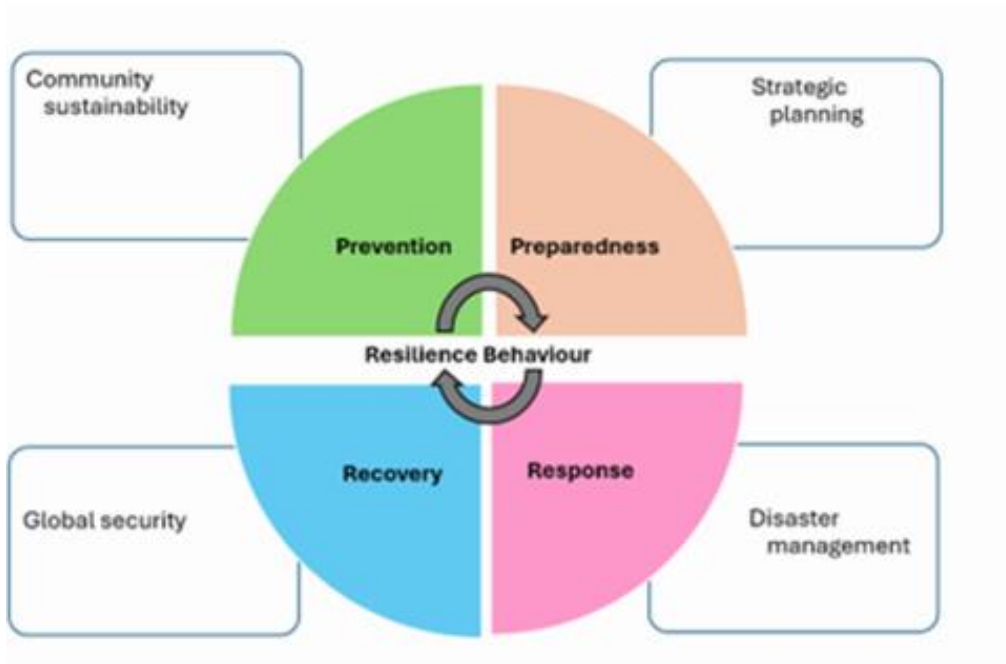 Community
sustainability
Strategic
planning
Prevention
Preparedness
Resilience Behaviour
Recovery
Response
Global security
Disaster
management